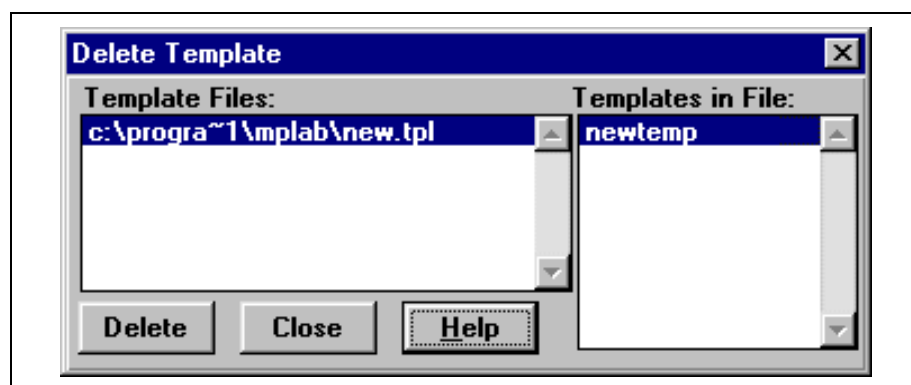 Delete Template
Template Files:
Templates in File:
c:\progra~1\mplab\new.tpl
newtemp
Delete
Close
Help